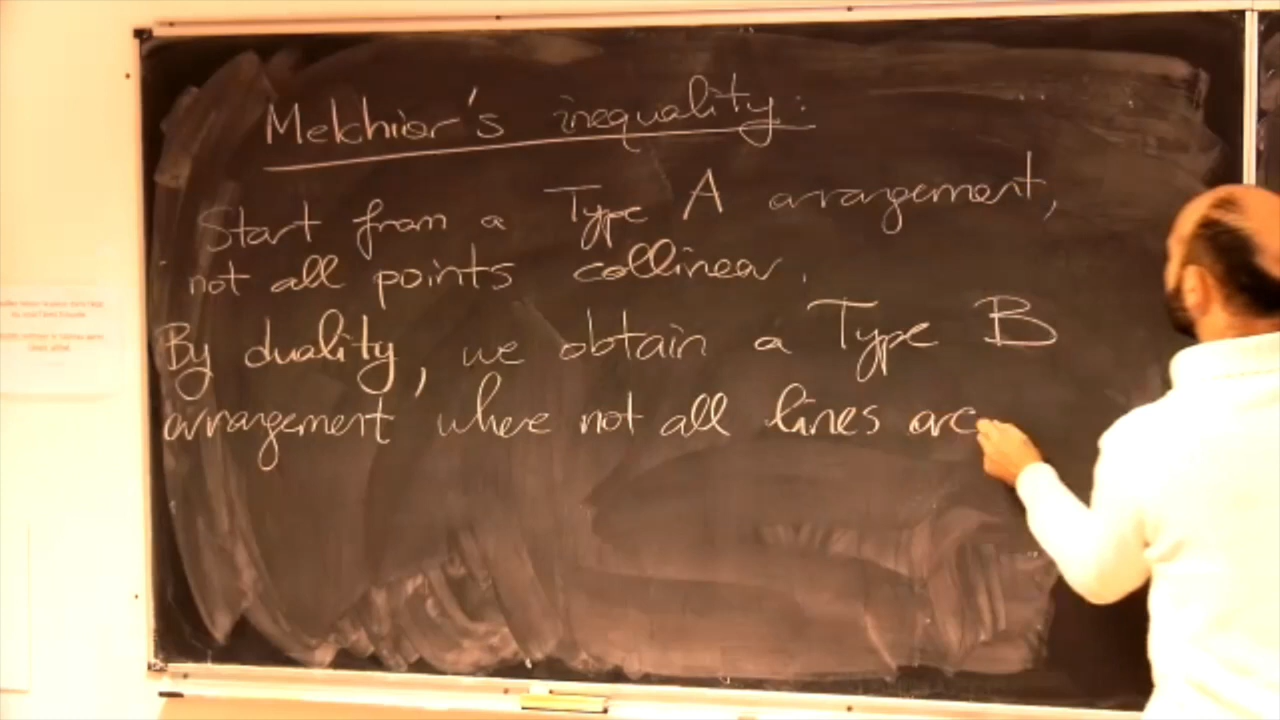 Melchior's inequality:
Start from a Type A arrangement,
not all points collinear.
By duality, we obtain a Type B
arrangement where not all lines are